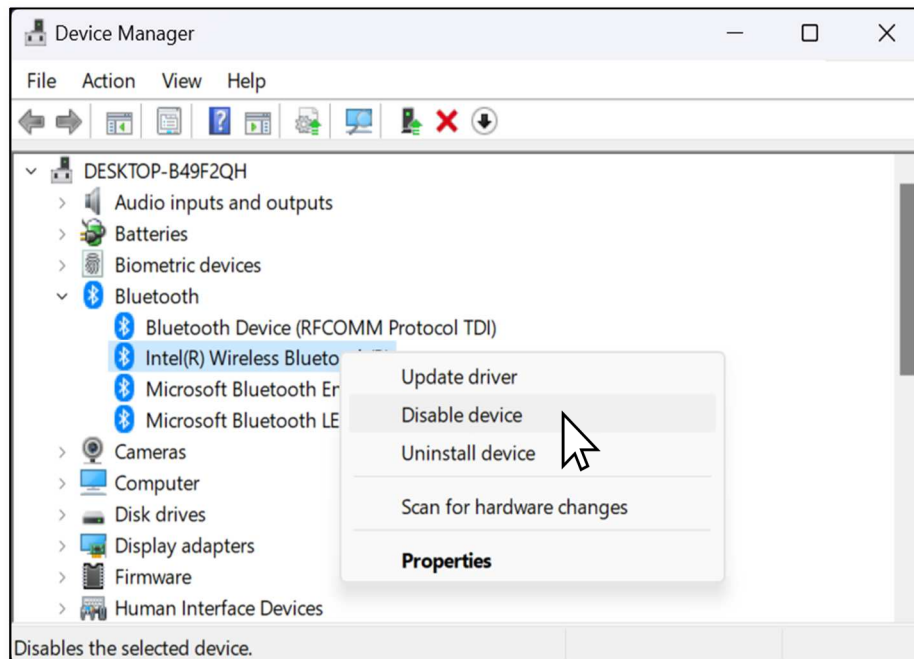 Device Manager
File Action View Help
DESKTOP-B49F2QH
Audio inputs and outputs
Batteries
Biometric devices
Bluetooth
Bluetooth Device (RFCOMM Protocol TDI)
Intel(R) Wireless
Microsoft Bluetooth
Microsoft Bluetooth LE
Cameras
Computer
Disk drives
Display adapters
Firmware
Human Interface Devices
Update driver
Disable device
Uninstall device
Scan for hardware changes
Properties
Disables the selected device.